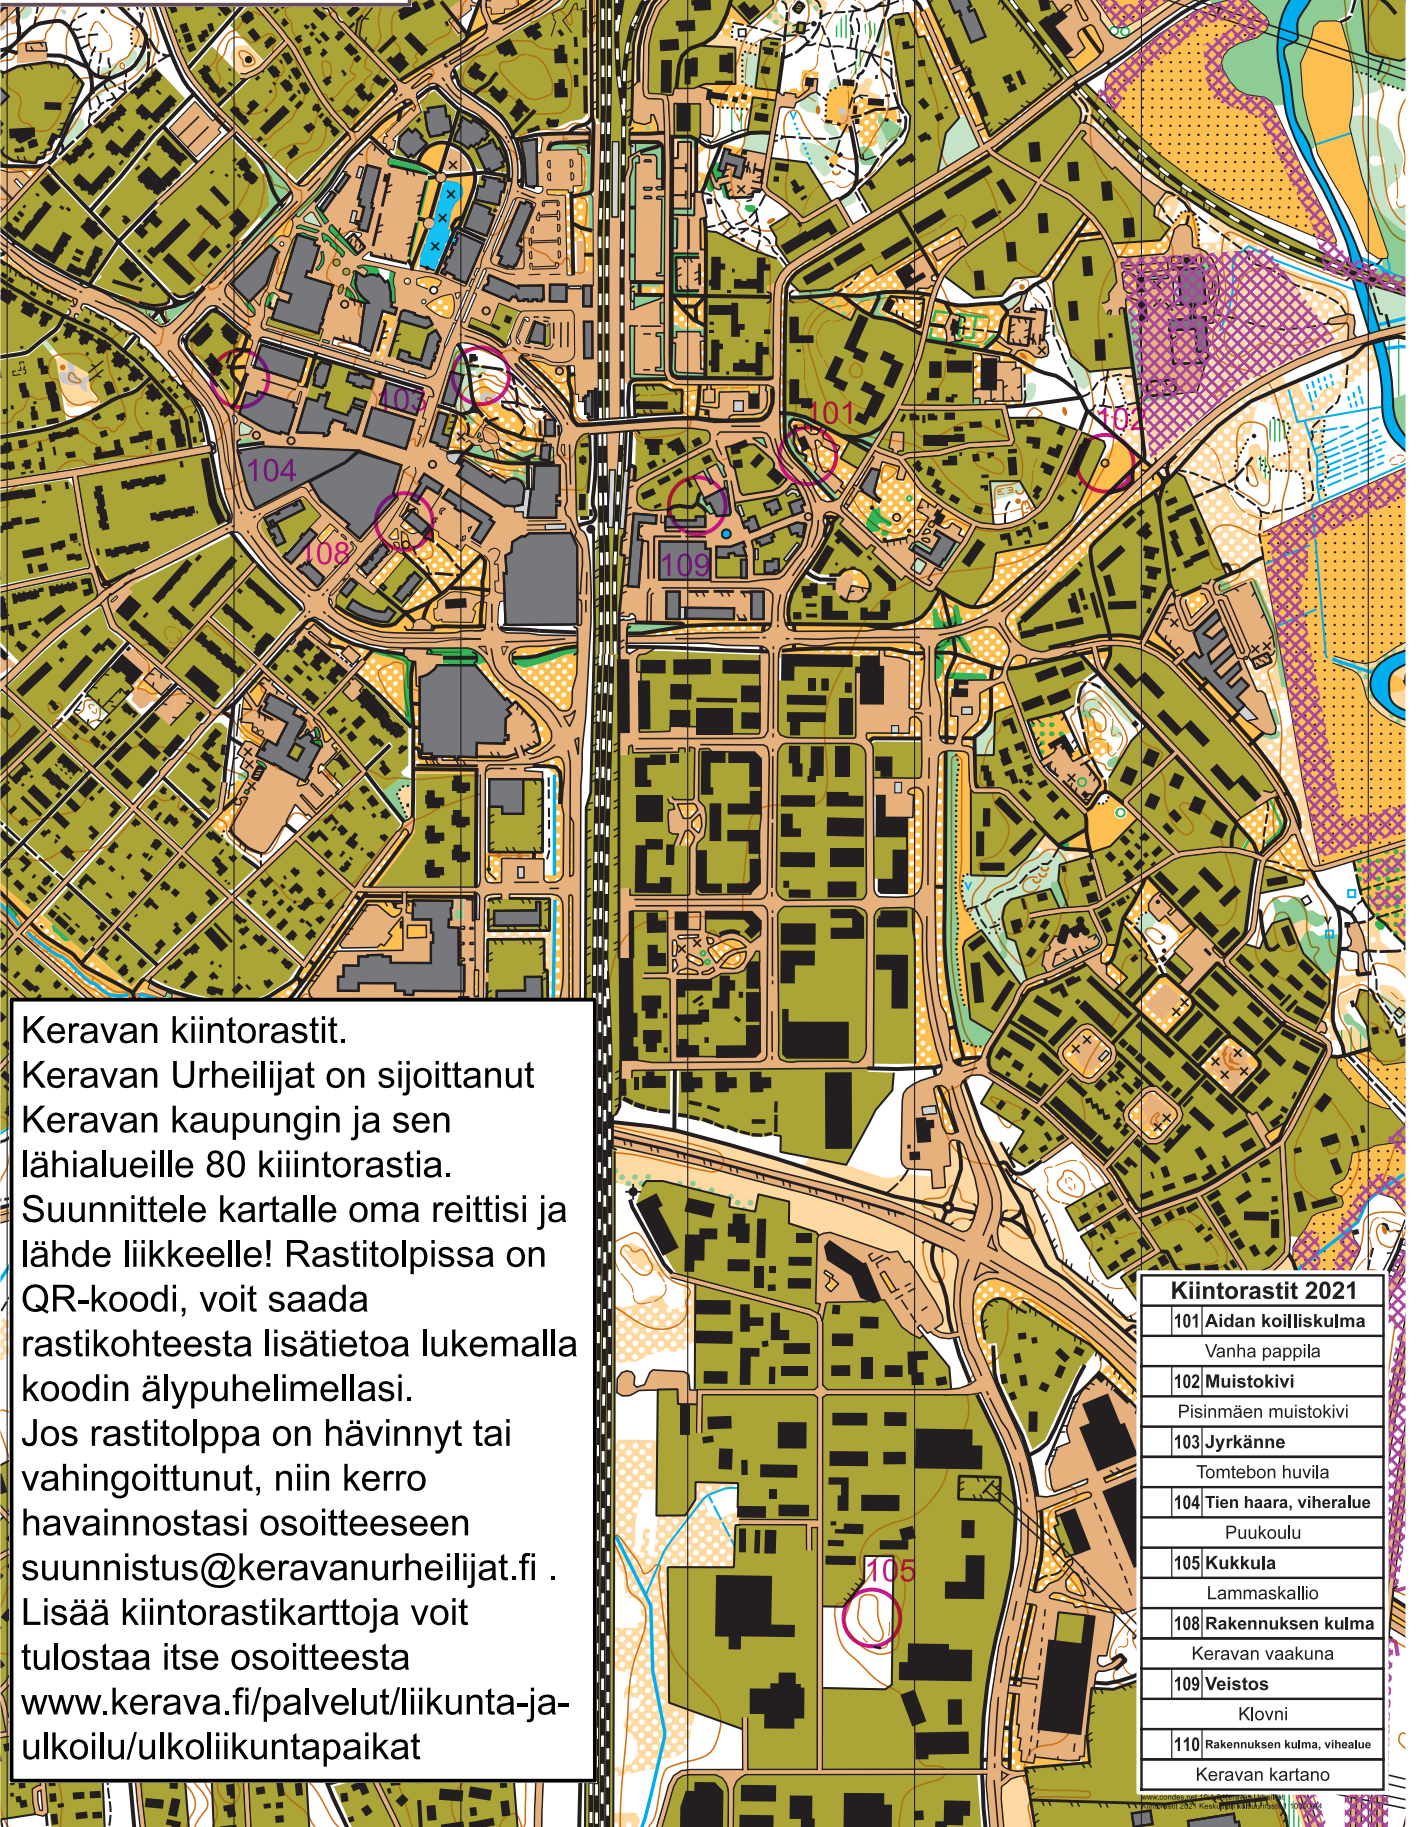 103
101
102
104
108
109
Keravan kiintorastit.
Keravan Urheilijat on sijoittanut
Keravan kaupungin ja sen
lähialueille 80 kiiintorastia.
Suunnittele kartalle oma reittisi ja
lähde liikkeelle! Rastitolpissa on
QR-koodi, voit saada
rastikohteesta lisätietoa lukemalla
koodin älypuhelimellasi.
Jos rastitolppa on hävinnyt tai
vahingoittunut, niin kerro
havainnostasi osoitteeseen
suunnistus@keravanurheilijat.fi .
Lisää kiintorastikarttoja voit
tulostaa itse osoitteesta
www.kerava.fi/palvelut/liikunta-ja-
ulkoilu/ulkoliikuntapaikat
105
Kiintorastit 2021
101 Aidan koilliskulma
Vanha pappila
102 Muistokivi
Pisinmäen muistokivi
103 Jyrkänne
Tomtebon huvila
104 Tien haara, viheralue
Puukoulu
105 Kukkula
Lammaskallio
108 Rakennuksen kulma
Keravan vaakuna
109 Veistos
Klovni
110 Rakennuksen kulma, vihealue
Keravan kartano